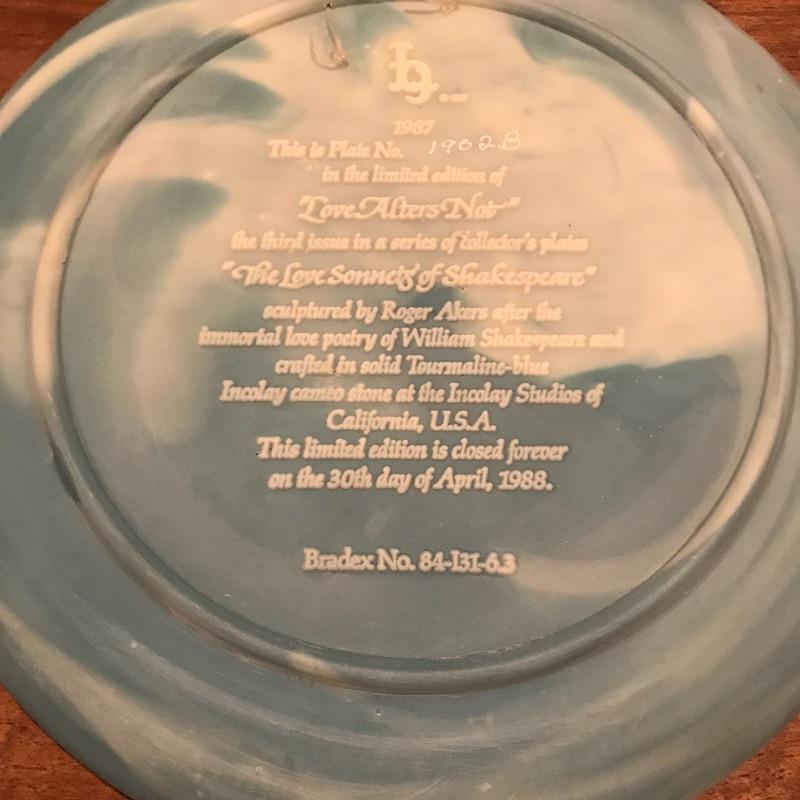 1987
This is Plate No. 1902B
in the limited edition of
"Love Alters Not"
the third issue in a series of collector's plates
"The Love Sonnets of Shakespeare"
sculptured by Roger Akers after the
immortal love poetry of William Shakespeare and
crafted in solid Tourmaline-blue
Incolay cameo stone at the Incolay Studios of
California, U.S.A.
This limited edition is closed forever
on the 30th day of April, 1988.
Bradex No. 84-I31-6.3